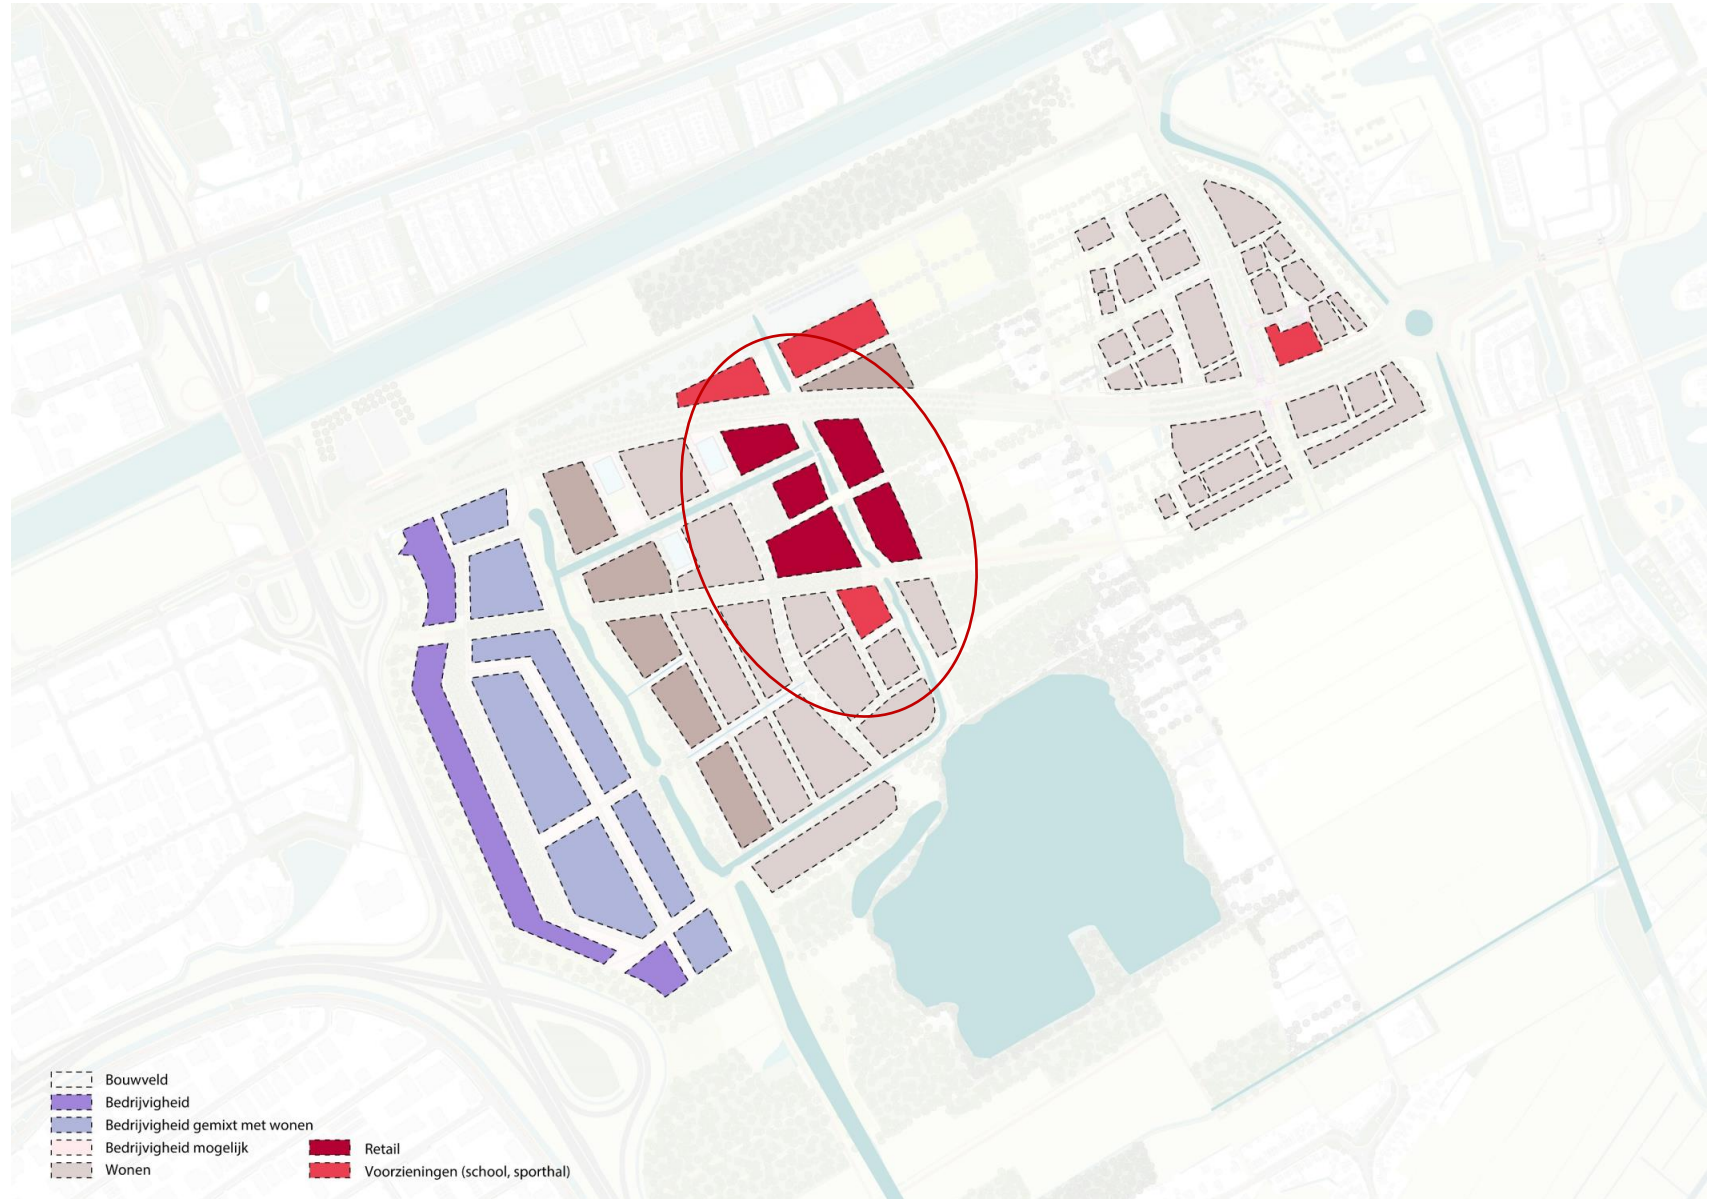 Bouwveld
Bedrijvigheid
Bedrijvigheid gemixt met wonen
Bedrijvigheid mogelijk
Wonen
Retail
Voorzieningen (school, sporthal)